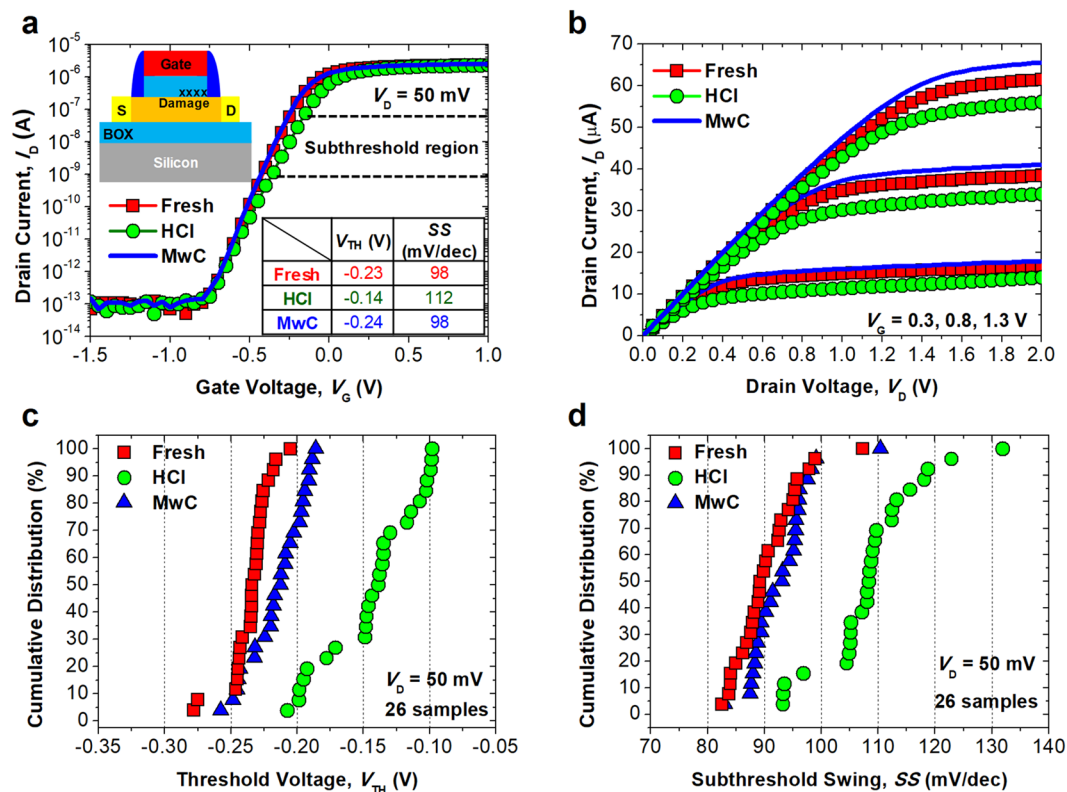 a
Drain Current, I_D (A)
10^-5
10^-6
10^-7
10^-8
10^-9
10^-10
10^-11
10^-12
10^-13
10^-14
Gate
xxxx
Damage
S
D
BOX
Silicon
V_D = 50 mV
Subthreshold region
Fresh
HCI
MwC
V_TH (V)
SS
(mV/dec)
Fresh -0.23 98
HCI -0.14 112
MwC -0.24 98
-1.5 -1.0 -0.5 0.0 0.5 1.0
Gate Voltage, V_G (V)
b
Drain Current, I_D (μA)
70
60
50
40
30
20
10
0
Fresh
HCI
MwC
V_G = 0.3, 0.8, 1.3 V
0.0 0.2 0.4 0.6 0.8 1.0 1.2 1.4 1.6 1.8 2.0
Drain Voltage, V_D (V)
c
Cumulative Distribution (%)
100
90
80
70
60
50
40
30
20
10
0
Fresh
HCI
MwC
V_D = 50 mV
26 samples
-0.35 -0.30 -0.25 -0.20 -0.15 -0.10 -0.05
Threshold Voltage, V_TH (V)
d
Cumulative Distribution (%)
100
90
80
70
60
50
40
30
20
10
0
Fresh
HCI
MwC
V_D = 50 mV
26 samples
70 80 90 100 110 120 130 140
Subthreshold Swing, SS (mV/dec)